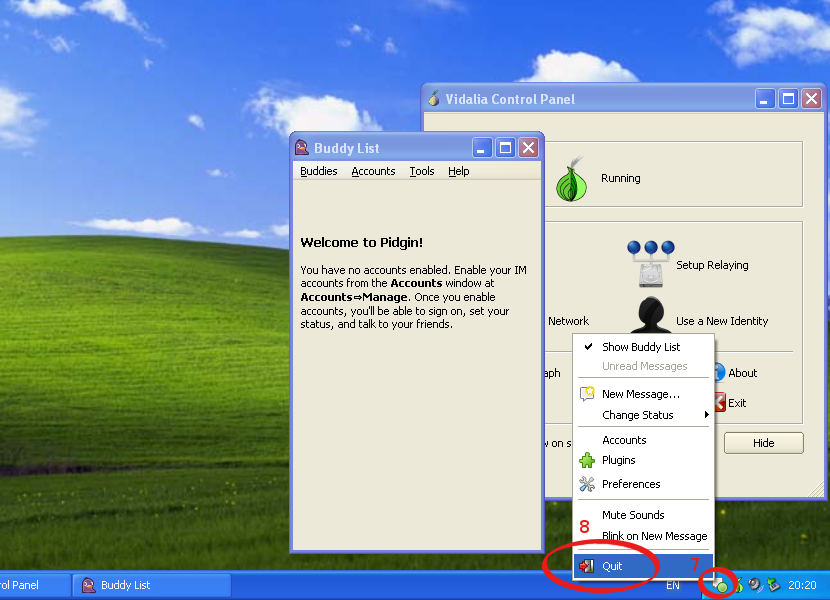 Vidalia Control Panel
Buddy List
Buddies Accounts Tools Help
Running
Welcome to Pidgin!
You have no accounts enabled. Enable your IM
accounts from the Accounts window at
Accounts⇨Manage. Once you enable
accounts, you'll be able to sign on, set your
status, and talk to your friends.
Setup Relaying
Network
Use a New Identity
aph
About
Exit
w on s
Hide
Show Buddy List
Unread Messages
New Message...
Change Status
Accounts
Plugins
Preferences
Mute Sounds
8
Blink on New Message
Quit
7
ol Panel
Buddy List
EN
20:20